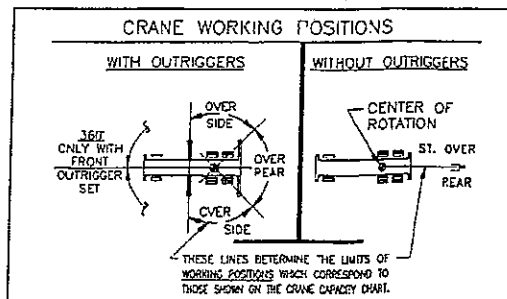 CRANE WORKING POSITIONS
WITH OUTRIGGERS
WITHOUT OUTRIGGERS
OVER
SIDE
360°
ONLY WITH
FRONT
OUTRIGGER
SET
OVER
REAR
OVER
SIDE
CENTER OF
ROTATION
ST. OVER
REAR
THESE LINES DETERMINE THE LIMITS OF
WORKING POSITIONS WHICH CORRESPOND TO
THOSE SHOWN ON THE CRANE CAPACITY CHART.